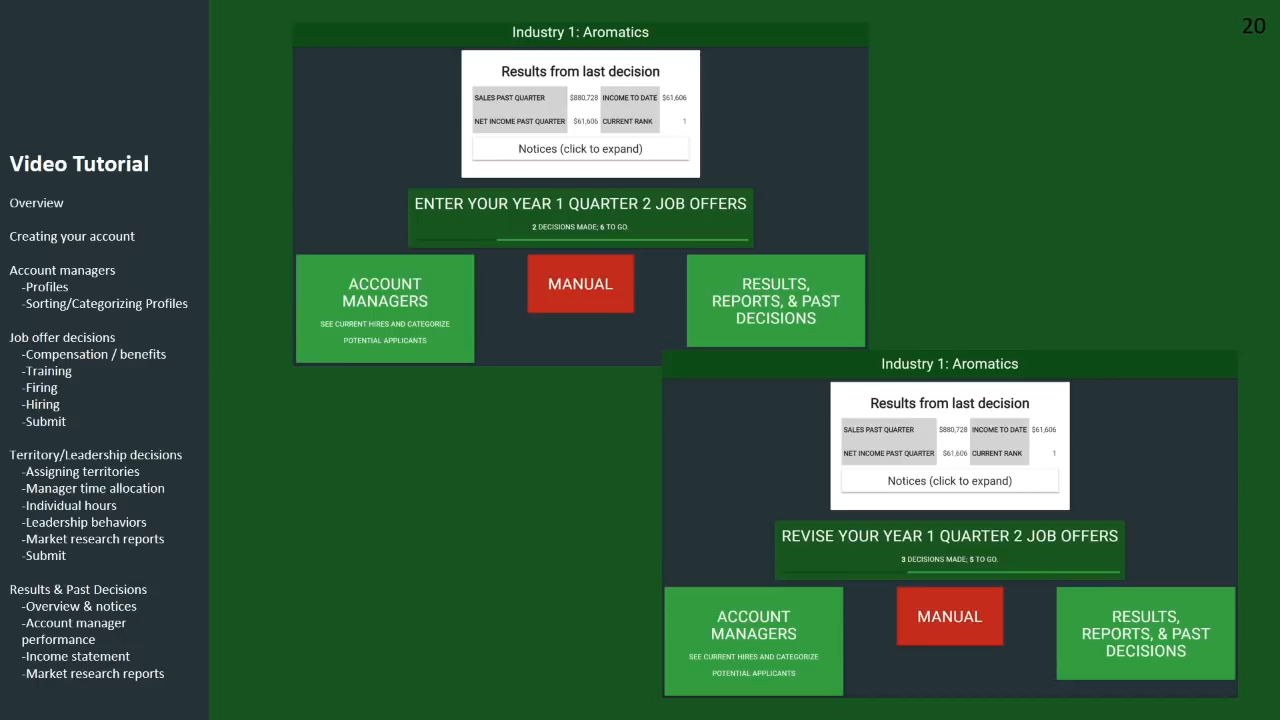 20
Video Tutorial
Overview
Creating your account
Account managers
-Profiles
-Sorting/Categorizing Profiles
Job offer decisions
-Compensation / benefits
-Training
-Firing
-Hiring
-Submit
Territory/Leadership decisions
-Assigning territories
-Manager time allocation
-Individual hours
-Leadership behaviors
-Market research reports
-Submit
Results & Past Decisions
-Overview & notices
-Account manager
performance
-Income statement
-Market research reports
Industry 1: Aromatics
Results from last decision
SALES PAST QUARTER $880,728 INCOME TO DATE $61,606
NET INCOME PAST QUARTER $61,606 CURRENT RANK 1
Notices (click to expand)
ENTER YOUR YEAR 1 QUARTER 2 JOB OFFERS
2 DECISIONS MADE; 6 TO GO.
ACCOUNT
MANAGERS
SEE CURRENT HIRES AND CATEGORIZE
POTENTIAL APPLICANTS
MANUAL
RESULTS,
REPORTS, & PAST
DECISIONS
Industry 1: Aromatics
Results from last decision
SALES PAST QUARTER $880,728 INCOME TO DATE $61,606
NET INCOME PAST QUARTER $61,606 CURRENT RANK 1
Notices (click to expand)
REVISE YOUR YEAR 1 QUARTER 2 JOB OFFERS
3 DECISIONS MADE; 5 TO GO.
ACCOUNT
MANAGERS
SEE CURRENT HIRES AND CATEGORIZE
POTENTIAL APPLICANTS
MANUAL
RESULTS,
REPORTS, & PAST
DECISIONS